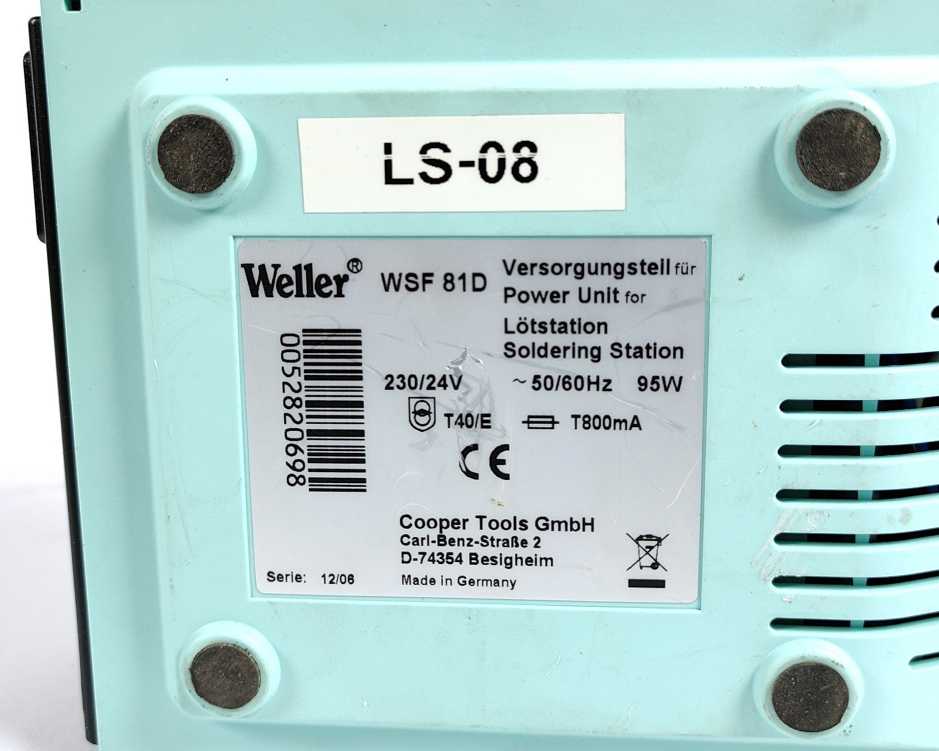 LS-08
Weller® WSF 81D Versorgungsteil für
Power Unit for
Lötstation
Soldering Station
230/24V ~50/60Hz 95W
T40/E T800mA
CE
0052820698
Cooper Tools GmbH
Carl-Benz-Straße 2
D-74354 Besigheim
Serie: 12/06 Made in Germany